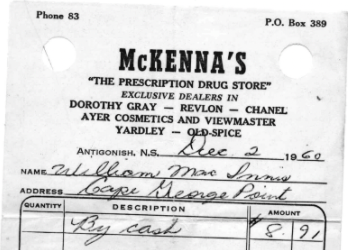 Phone 83 P.O. Box 389
McKENNA'S
"THE PRESCRIPTION DRUG STORE"
EXCLUSIVE DEALERS IN
DOROTHY GRAY — REVLON — CHANEL
AYER COSMETICS AND VIEWMASTER
YARDLEY — OLD-SPICE
ANTIGONISH, N.S. Dec. 2 1960
NAME William Mac Innis
ADDRESS Cape George Point
QUANTITY DESCRIPTION AMOUNT
By cash $8.91